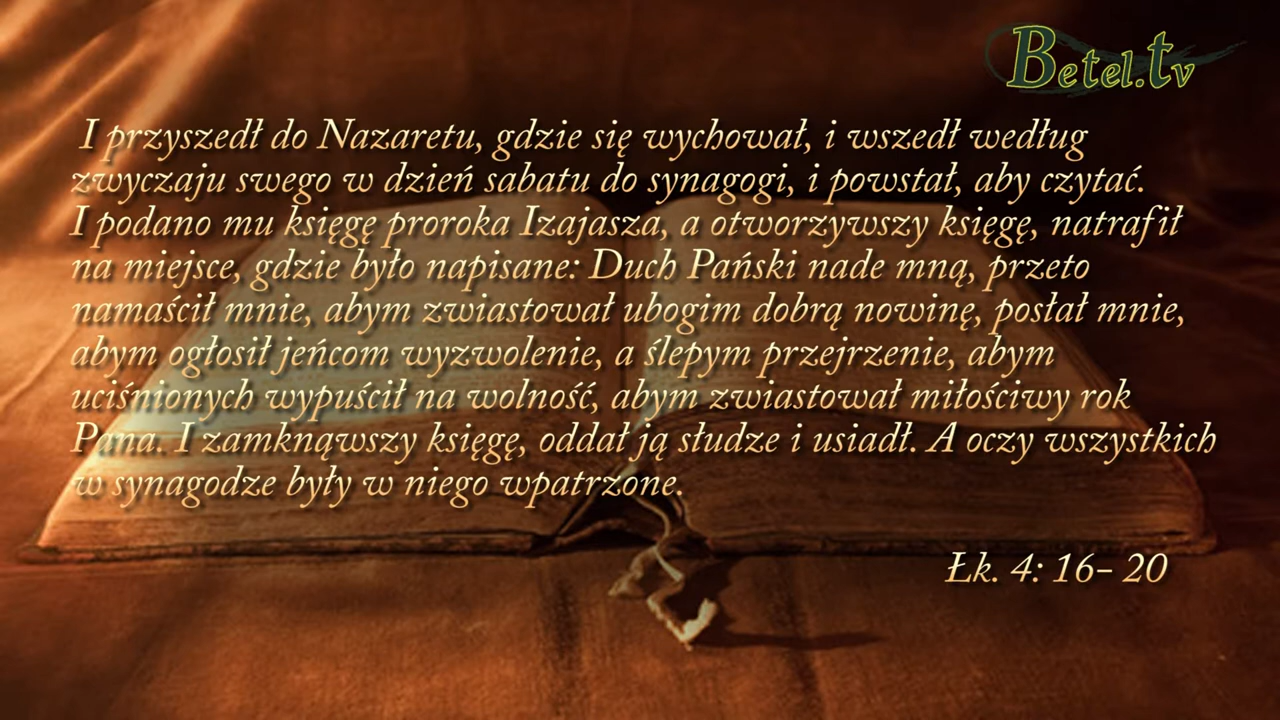 Betel.tv
I przyszedł do Nazaretu, gdzie się wychował, i wszedł według
zwyczaju swego w dzień sabatu do synagogi, i powstał, aby czytać.
I podano mu księgę proroka Izajasza, a otworzywszy księgę, natrafił
na miejsce, gdzie było napisane: Duch Pański nade mną, przeto
namaścił mnie, abym zwiastował ubogim dobrą nowinę, posłał mnie,
abym ogłosił jeńcom wyzwolenie, a ślepym przejrzenie, abym
uciśnionych wypuścił na wolność, abym zwiastował miłościwy rok
Pana. I zamknąwszy księgę, oddał ją słudze i usiadł. A oczy wszystkich
w synagodze były w niego wpatrzone.
Łk. 4: 16- 20